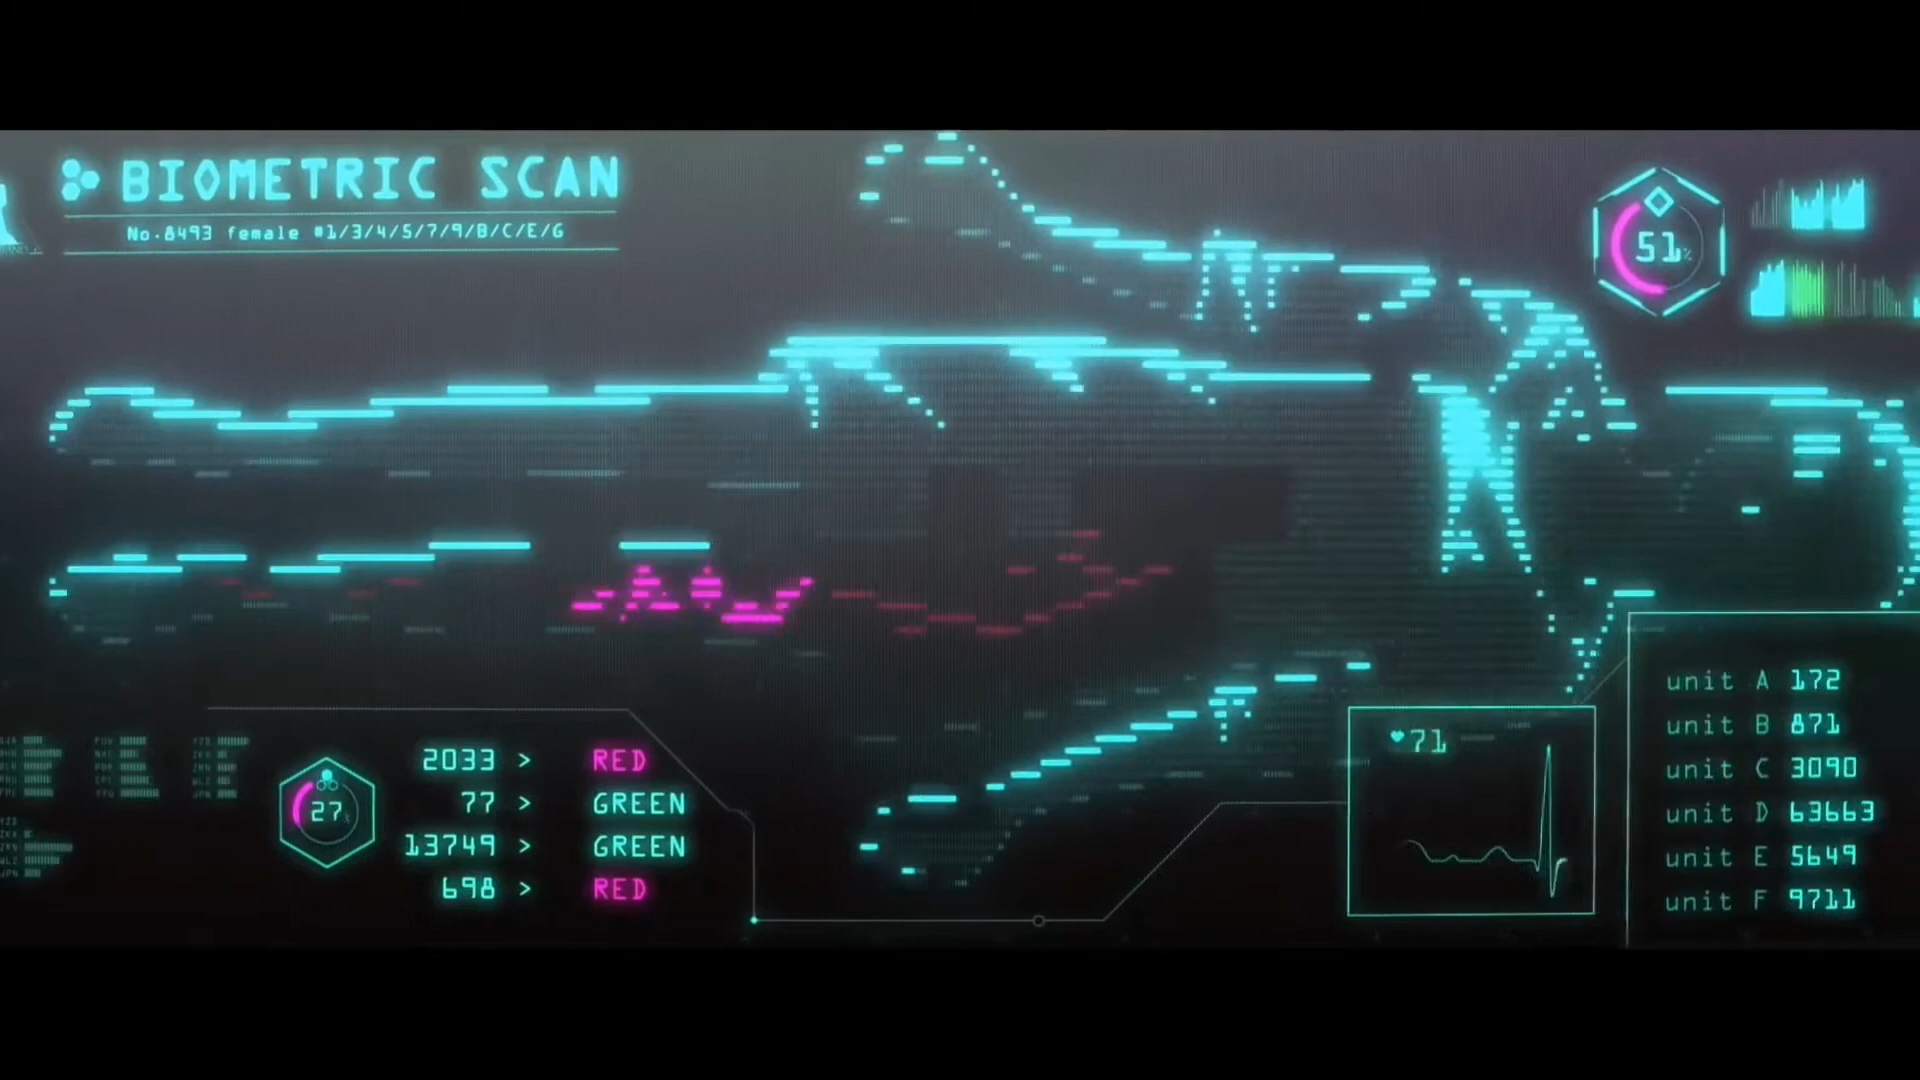 BIOMETRIC SCAN
No.8493 female #1/3/4/5/7/9/B/C/E/G
51%
unit A 172
unit B 871
unit C 3090
unit D 63663
unit E 5649
unit F 9711
♥71
27%
2033 > RED
77 > GREEN
13749 > GREEN
698 > RED